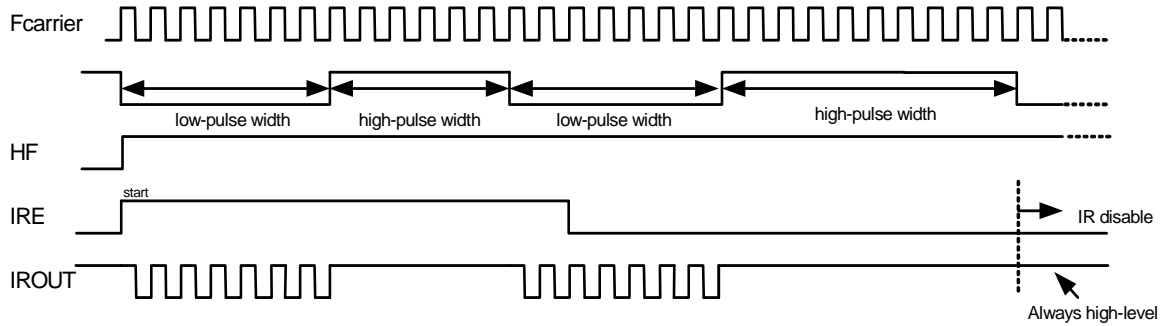 Fcarrier
low-pulse width
high-pulse width
low-pulse width
high-pulse width
HF
start
IRE
IR disable
IROUT
Always high-level